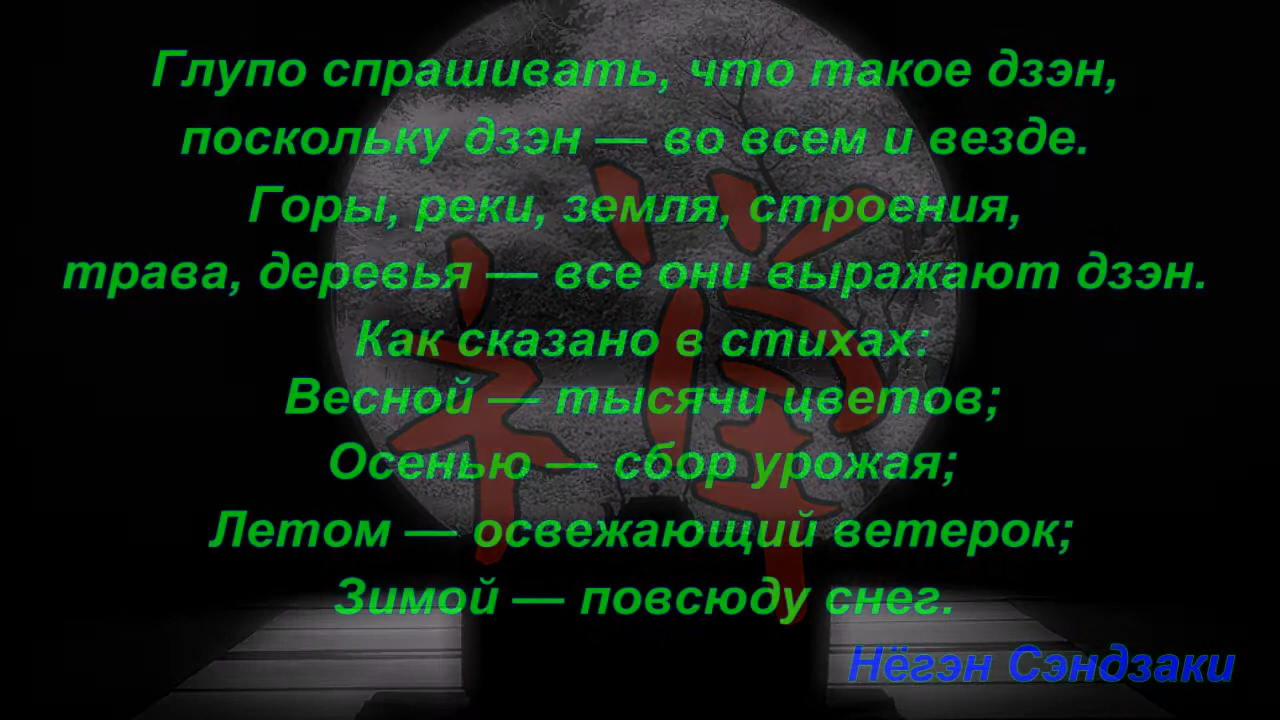 Глупо спрашивать, что такое дзэн,
поскольку дзэн — во всем и везде.
Горы, реки, земля, строения,
трава, деревья — все они выражают дзэн.
Как сказано в стихах:
Весной — тысячи цветов;
Осенью — сбор урожая;
Летом — освежающий ветерок;
Зимой — повсюду снег.
Нёгэн Сэндзаки
禅